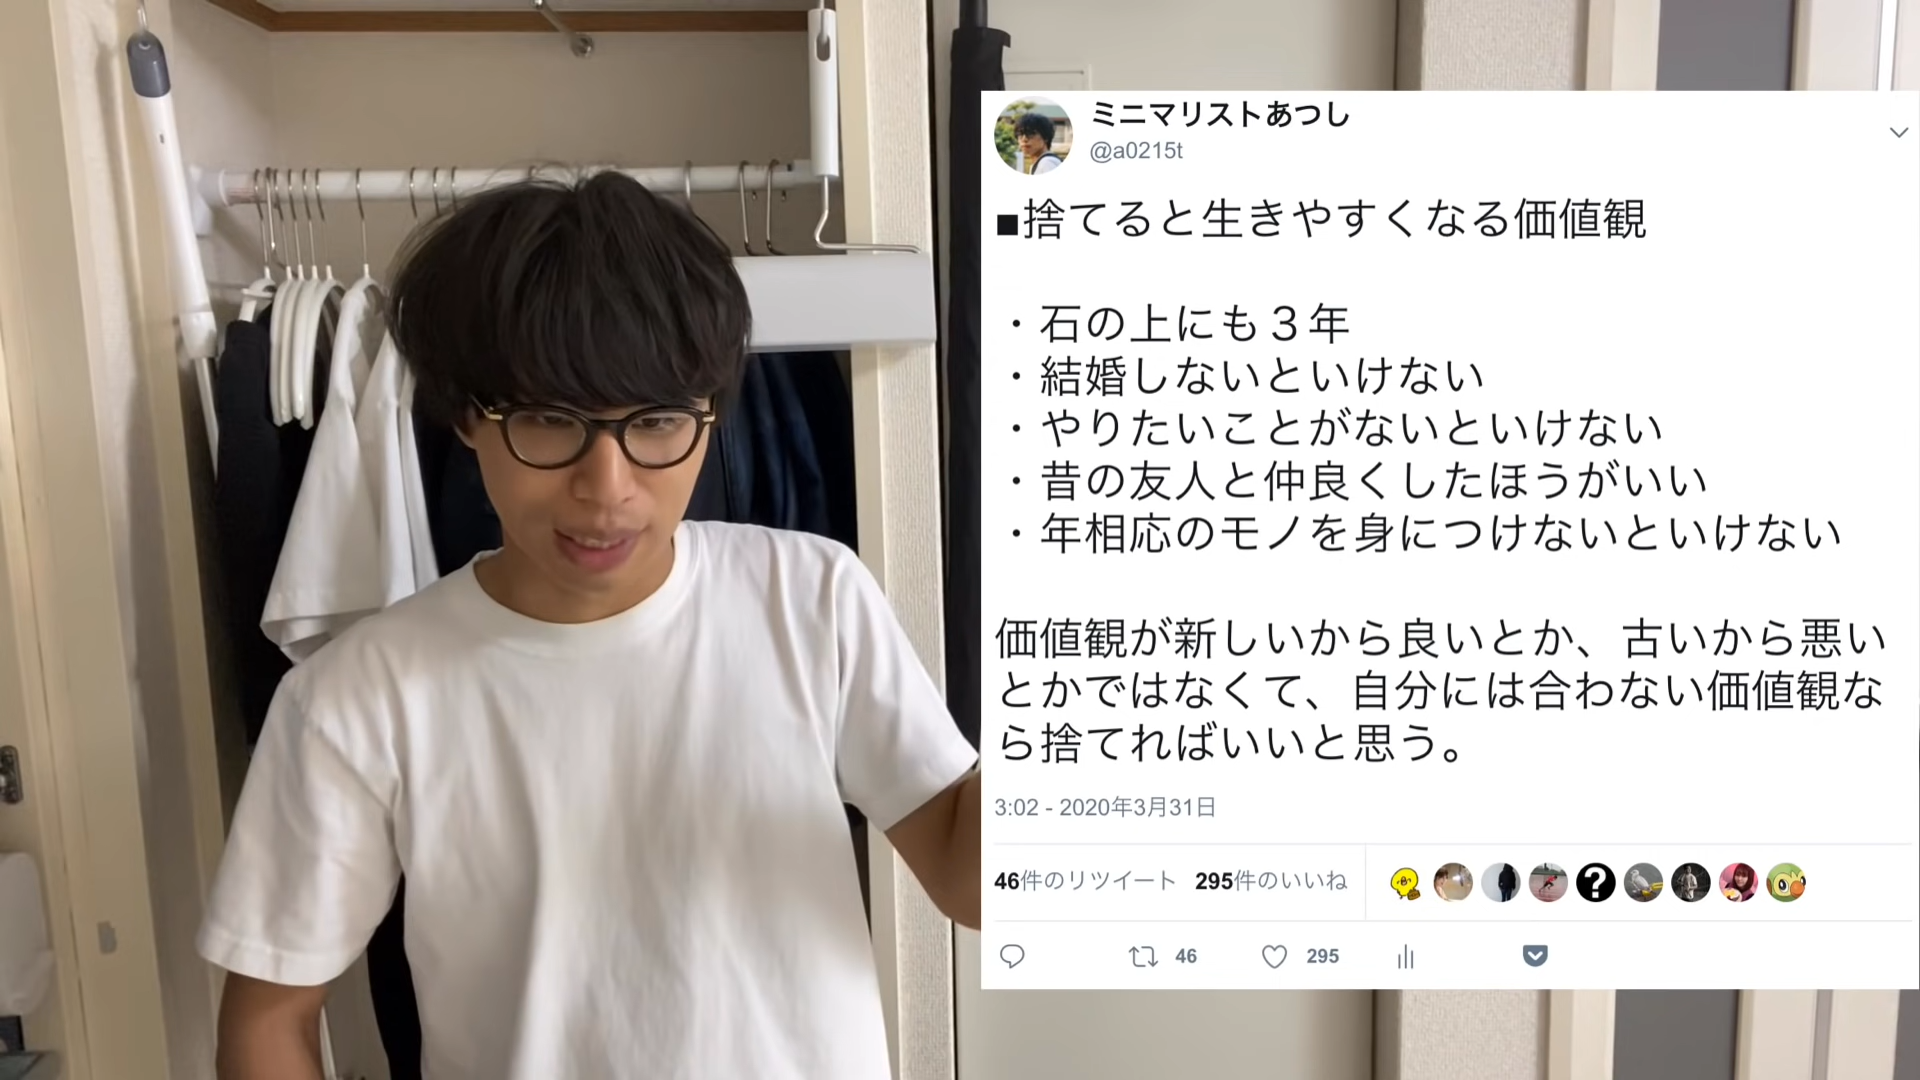 ミニマリストあつし
@a0215t
■捨てると生きやすくなる価値観
・石の上にも３年
・結婚しないといけない
・やりたいことがないといけない
・昔の友人と仲良くしたほうがいい
・年相応のモノを身につけないといけない
価値観が新しいから良いとか、古いから悪い
とかではなくて、自分には合わない価値観な
ら捨てればいいと思う。
3:02 - 2020年3月31日
46件のリツイート 295件のいいね
?
46 295